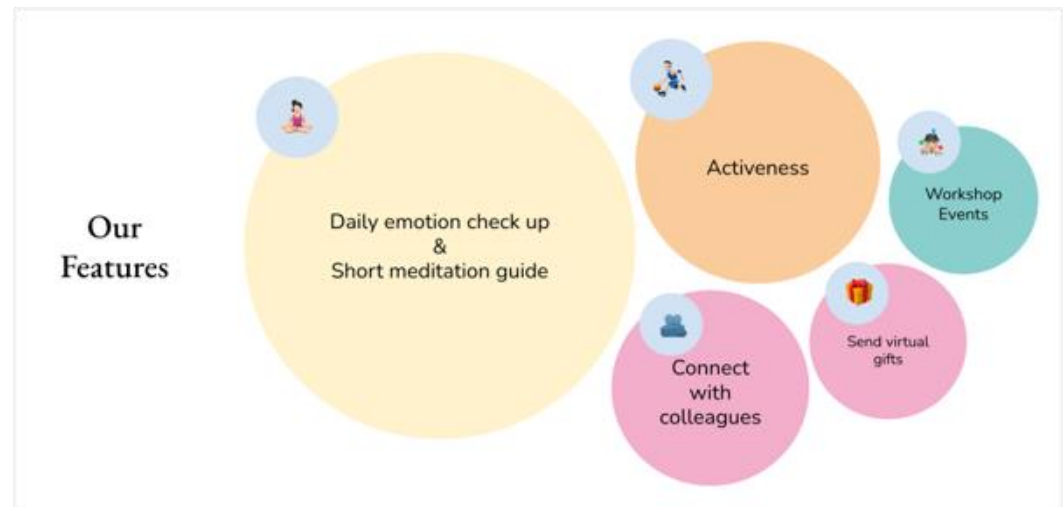 Our
Features
Daily emotion check up
&
Short meditation guide
Activeness
Workshop
Events
Connect
with
colleagues
Send virtual
gifts